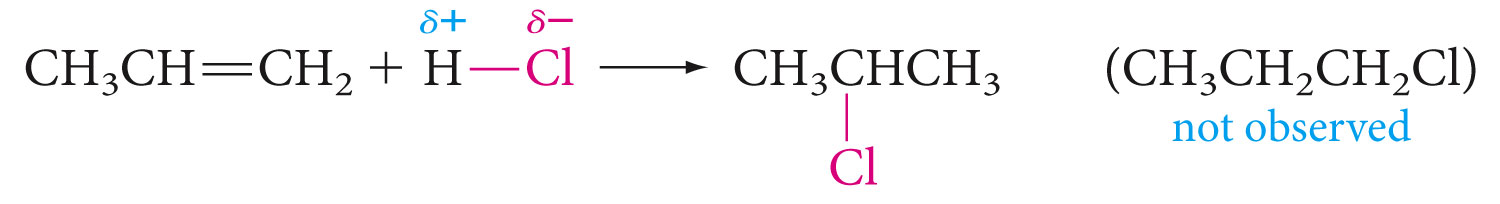 δ+ δ−
CH₃CH=CH₂ + H—Cl ⟶ CH₃CHCH₃ (CH₃CH₂CH₂Cl)
not observed
Cl